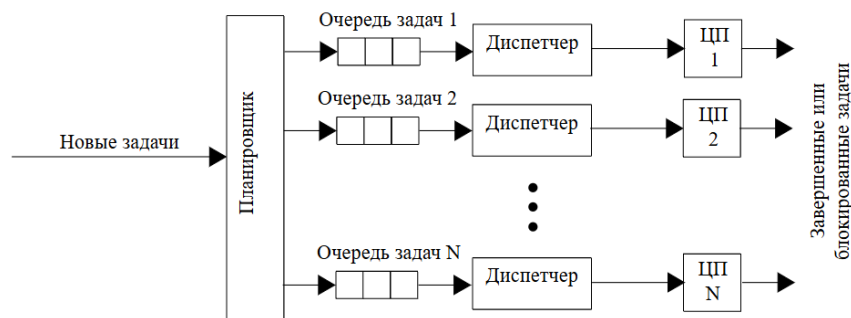 Очередь задач 1
Диспетчер
ЦП
1
Очередь задач 2
Диспетчер
ЦП
2
Новые задачи
Планировщик
Завершенные или
блокированные задачи
Очередь задач N
Диспетчер
ЦП
N